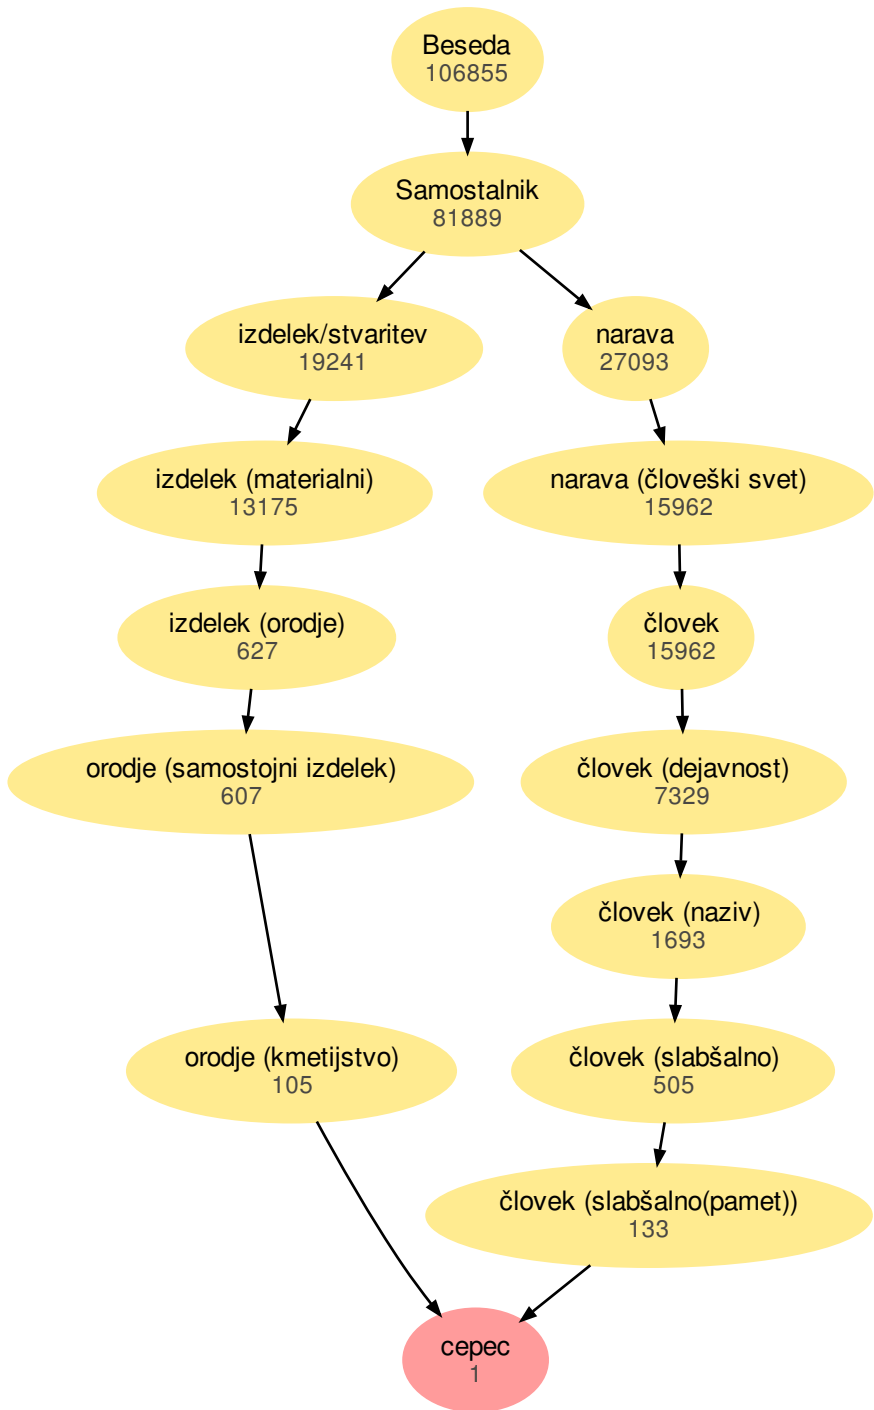 Beseda
106855
Samostalnik
81889
izdelek/stvaritev
19241
narava
27093
izdelek (materialni)
13175
narava (človeški svet)
15962
izdelek (orodje)
627
človek
15962
orodje (samostojni izdelek)
607
človek (dejavnost)
7329
človek (naziv)
1693
orodje (kmetijstvo)
105
človek (slabšalno)
505
človek (slabšalno(pamet))
133
cepec
1